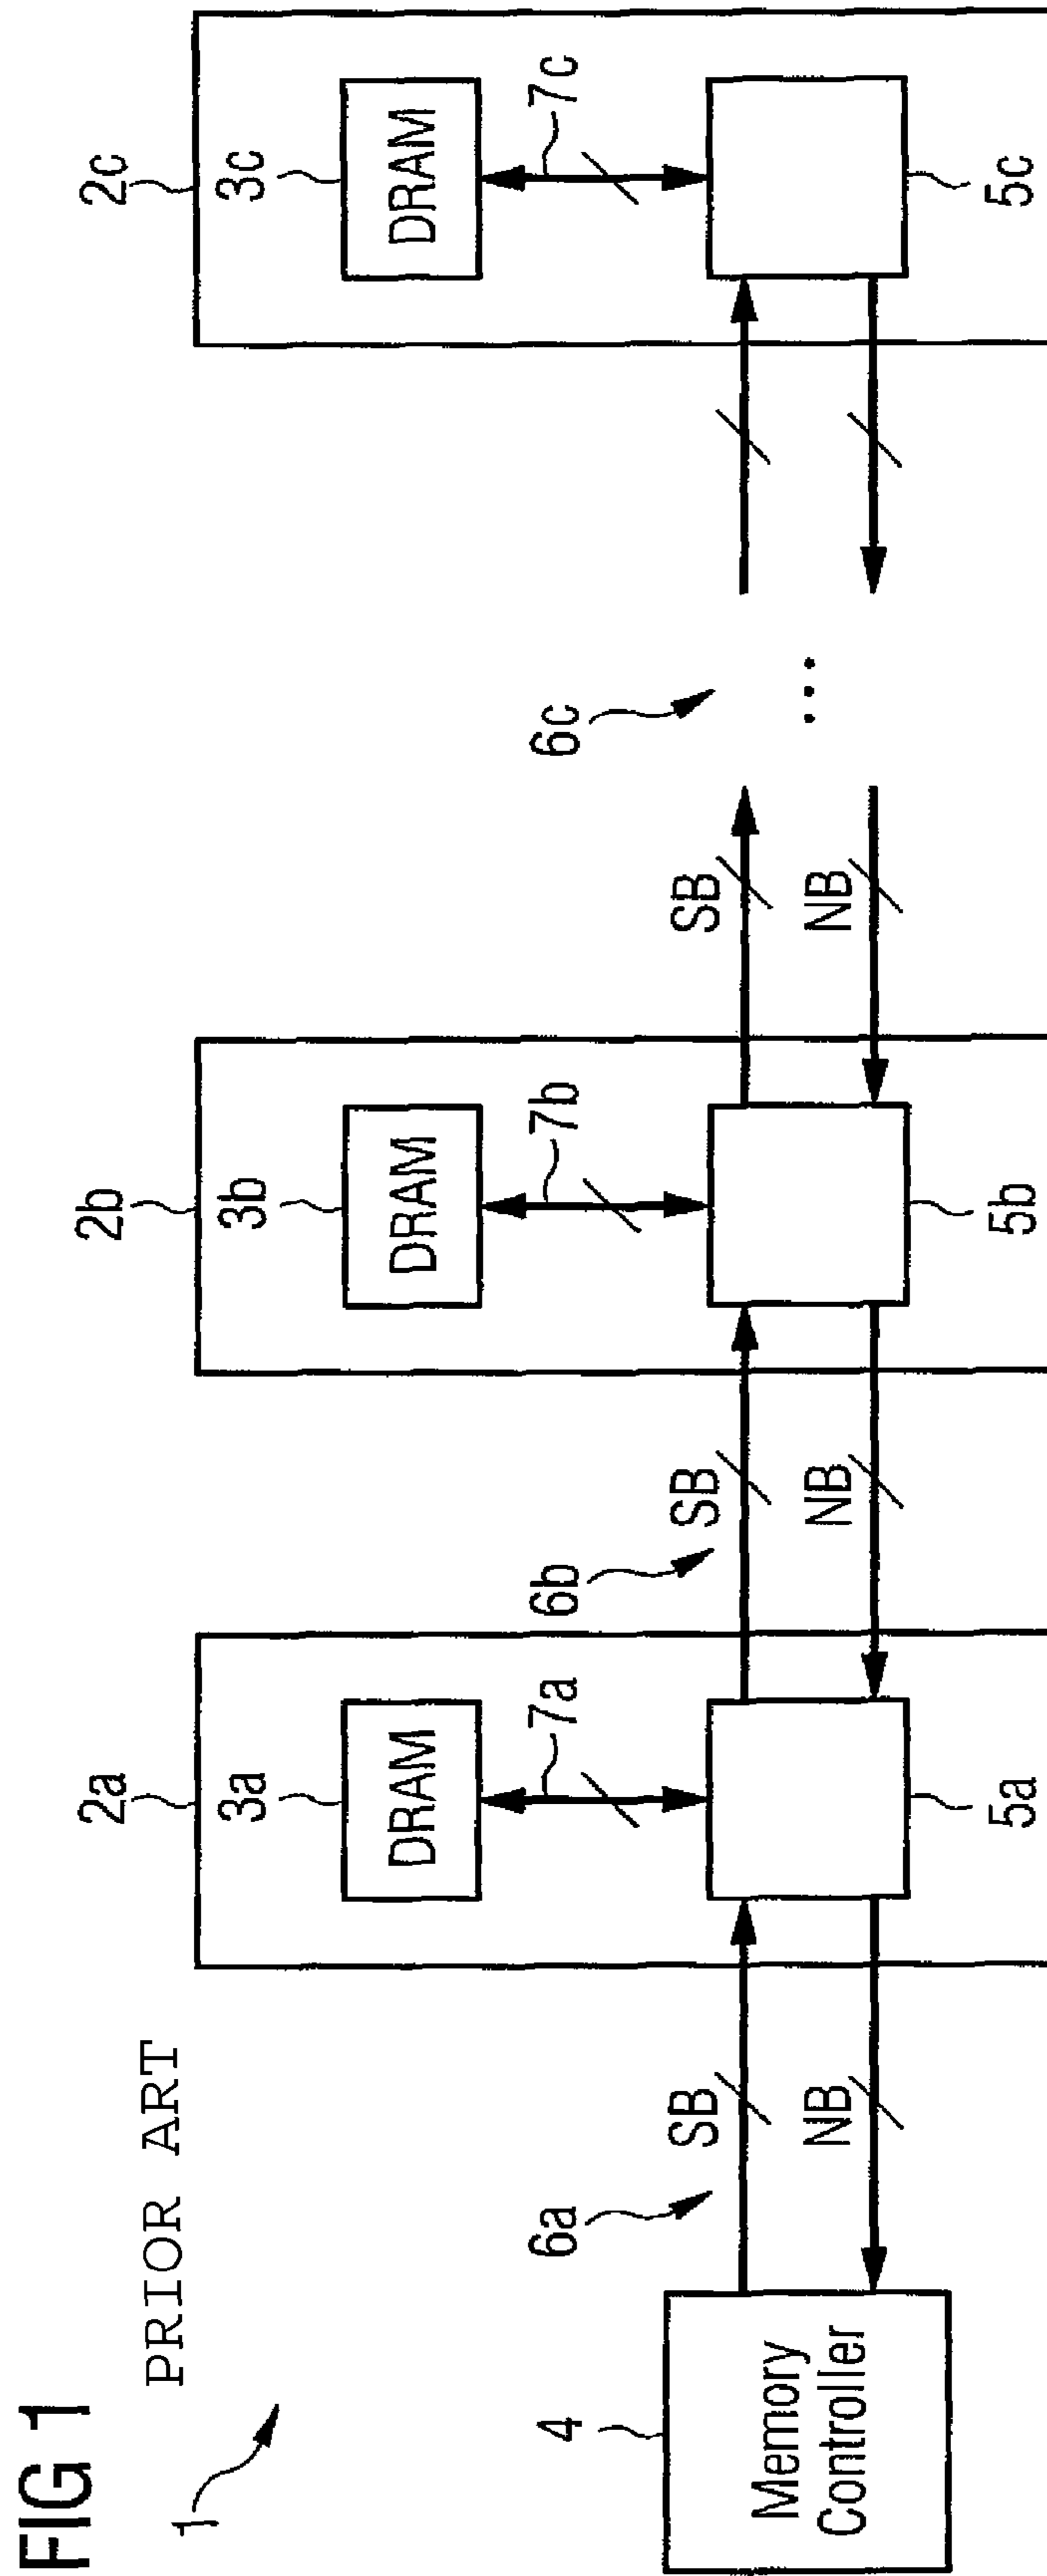 FIG 1
PRIOR ART
1
2a
2b
2c
3a
3b
3c
DRAM
DRAM
DRAM
7a
7b
7c
6a
6b
6c
4
SB
SB
SB
Memory
Controller
NB
NB
NB
...
5a
5b
5c